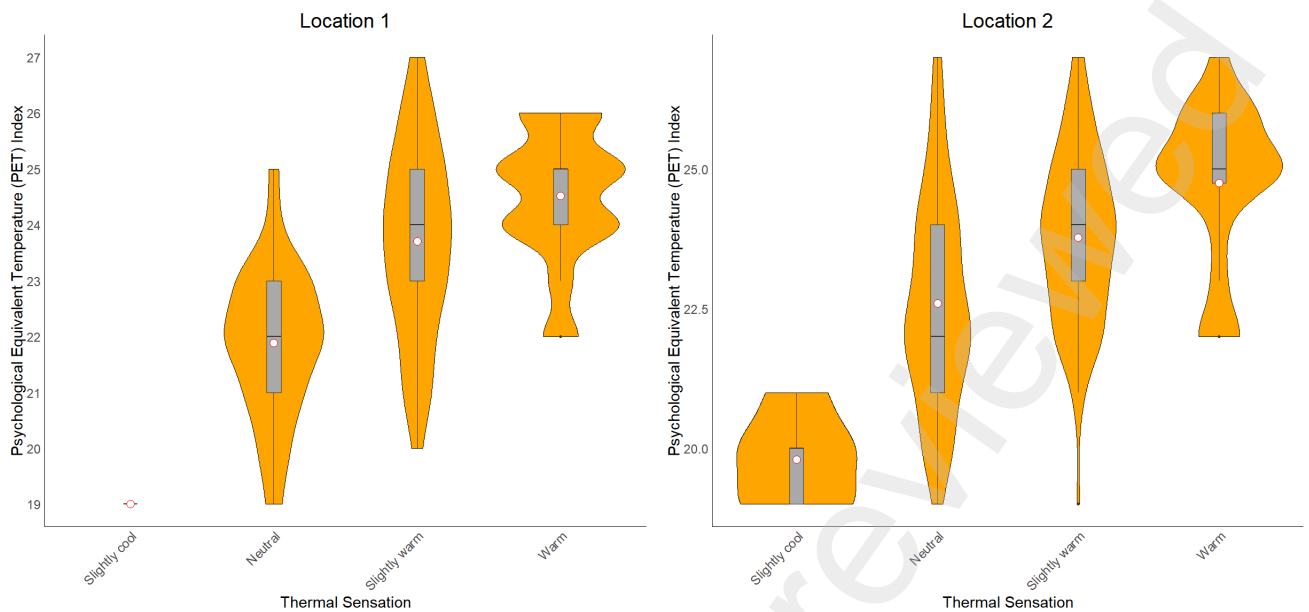 Location 1
Psychological Equivalent Temperature (PET) Index
27
26
25
24
23
22
21
20
19
Slightly cool
Neutral
Slightly warm
Warm
Thermal Sensation
Location 2
Psychological Equivalent Temperature (PET) Index
25.0
22.5
20.0
Slightly cool
Neutral
Slightly warm
Warm
Thermal Sensation
reviewed